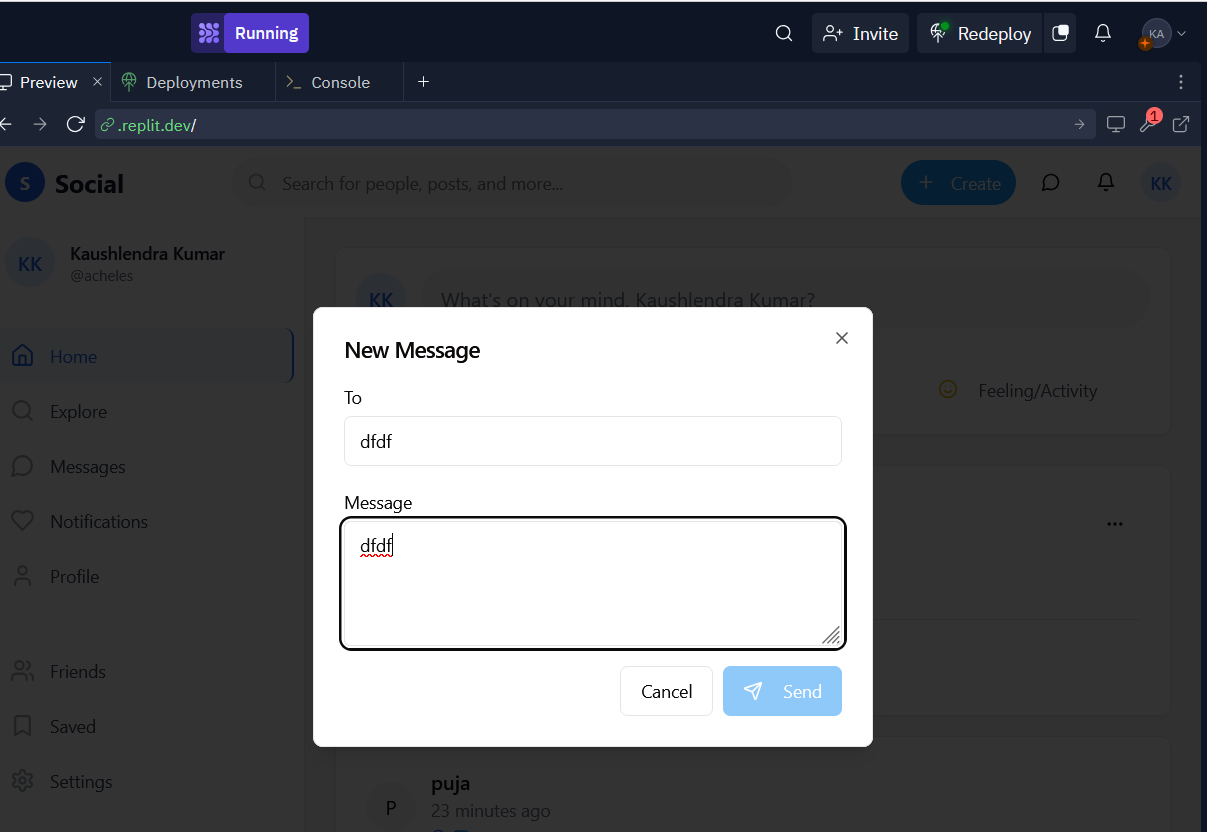 Running
Invite
Redeploy
KA
Preview
Deployments
Console
.replit.dev/
1
S
Social
Search for people, posts, and more...
Create
KK
KK
Kaushlendra Kumar
@acheles
KK
What's on your mind, Kaushlendra Kumar?
Home
Explore
Messages
Notifications
Profile
Friends
Saved
Settings
Feeling/Activity
New Message
To
dfdf
Message
dfdf
Cancel
Send
P
puja
23 minutes ago